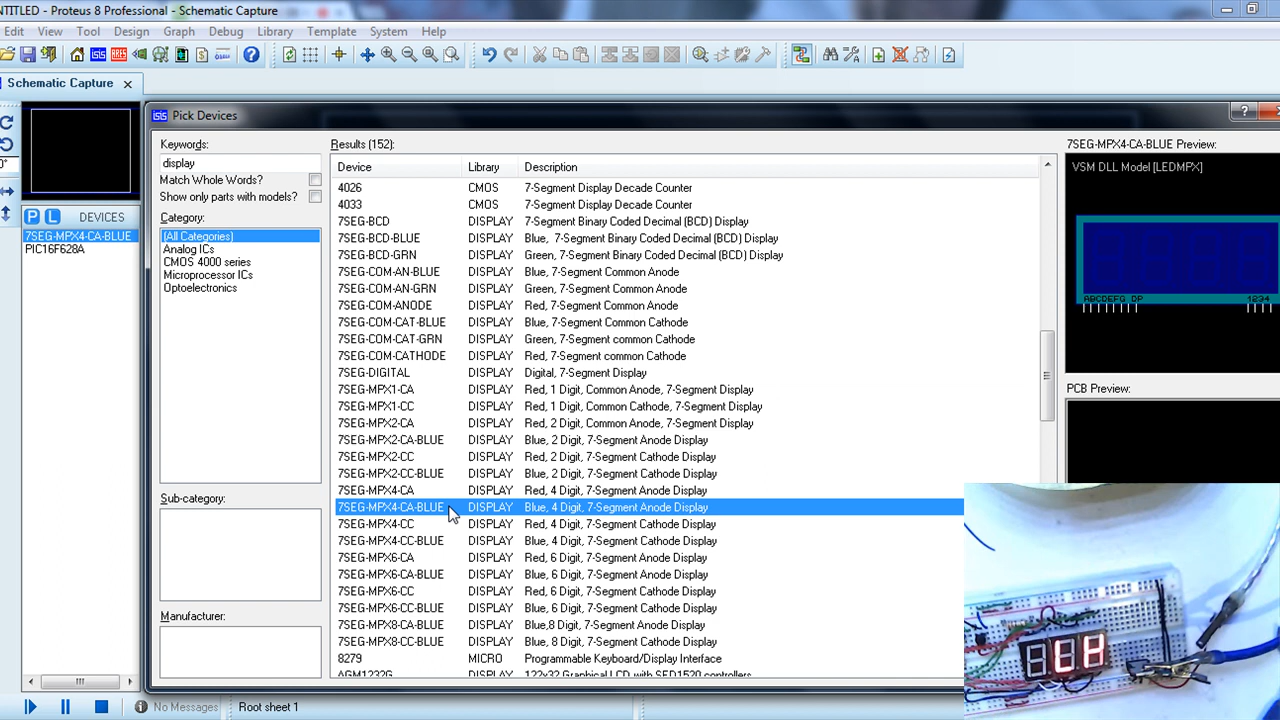 NTITLED - Proteus 8 Professional - Schematic Capture
Edit View Tool Design Graph Debug Library Template System Help
Schematic Capture
Pick Devices
Keywords:
display
Match Whole Words?
Show only parts with models?
Category:
(All Categories)
Analog ICs
CMOS 4000 series
Microprocessor ICs
Optoelectronics
Sub-category:
Manufacturer:
P L DEVICES
7SEG-MPX4-CA-BLUE
PIC16F628A
Results (152):
Device Library Description
4026 CMOS 7-Segment Display Decade Counter
4033 CMOS 7-Segment Display Decade Counter
7SEG-BCD DISPLAY 7-Segment Binary Coded Decimal (BCD) Display
7SEG-BCD-BLUE DISPLAY Blue, 7-Segment Binary Coded Decimal (BCD) Display
7SEG-BCD-GRN DISPLAY Green, 7-Segment Binary Coded Decimal (BCD) Display
7SEG-COM-AN-BLUE DISPLAY Blue, 7-Segment Common Anode
7SEG-COM-AN-GRN DISPLAY Green, 7-Segment Common Anode
7SEG-COM-ANODE DISPLAY Red, 7-Segment Common Anode
7SEG-COM-CAT-BLUE DISPLAY Blue, 7-Segment Common Cathode
7SEG-COM-CAT-GRN DISPLAY Green, 7-Segment common Cathode
7SEG-COM-CATHODE DISPLAY Red, 7-Segment common Cathode
7SEG-DIGITAL DISPLAY Digital, 7-Segment Display
7SEG-MPX1-CA DISPLAY Red, 1 Digit, Common Anode, 7-Segment Display
7SEG-MPX1-CC DISPLAY Red, 1 Digit, Common Cathode, 7-Segment Display
7SEG-MPX2-CA DISPLAY Red, 2 Digit, Common Anode, 7-Segment Display
7SEG-MPX2-CA-BLUE DISPLAY Blue, 2 Digit, 7-Segment Anode Display
7SEG-MPX2-CC DISPLAY Red, 2 Digit, 7-Segment Cathode Display
7SEG-MPX2-CC-BLUE DISPLAY Blue, 2 Digit, 7-Segment Cathode Display
7SEG-MPX4-CA DISPLAY Red, 4 Digit, 7-Segment Anode Display
7SEG-MPX4-CA-BLUE DISPLAY Blue, 4 Digit, 7-Segment Anode Display
7SEG-MPX4-CC DISPLAY Red, 4 Digit, 7-Segment Cathode Display
7SEG-MPX4-CC-BLUE DISPLAY Blue, 4 Digit, 7-Segment Cathode Display
7SEG-MPX6-CA DISPLAY Red, 6 Digit, 7-Segment Anode Display
7SEG-MPX6-CA-BLUE DISPLAY Blue, 6 Digit, 7-Segment Anode Display
7SEG-MPX6-CC DISPLAY Red, 6 Digit, 7-Segment Cathode Display
7SEG-MPX6-CC-BLUE DISPLAY Blue, 6 Digit, 7-Segment Cathode Display
7SEG-MPX8-CA-BLUE DISPLAY Blue,8 Digit, 7-Segment Anode Display
7SEG-MPX8-CC-BLUE DISPLAY Blue, 8 Digit, 7-Segment Cathode Display
8279 MICRO Programmable Keyboard/Display Interface
AGM1232G DISPLAY 122x32 Graphical LCD with SED1520 controllers
7SEG-MPX4-CA-BLUE Preview:
VSM DLL Model [LEDMPX]
ABCDEFG DP 1234
PCB Preview:
No Messages Root sheet 1